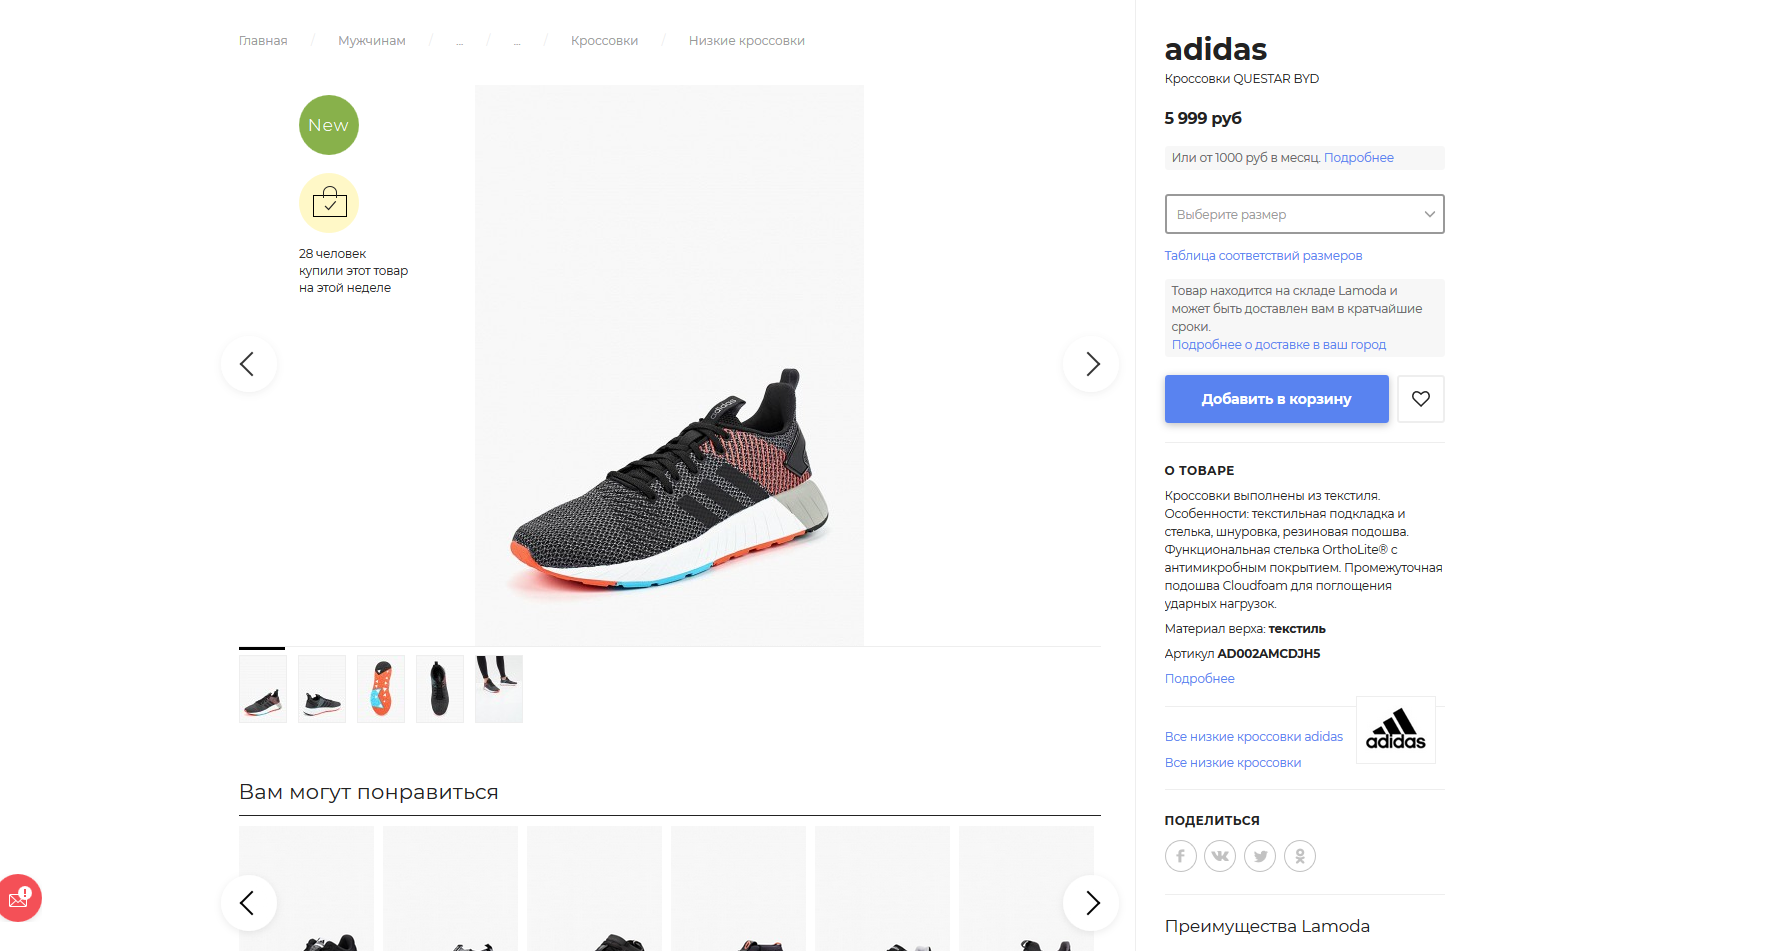 Главная / Мужчинам / ... / ... / Кроссовки / Низкие кроссовки
New
28 человек
купили этот товар
на этой неделе
adidas
Вам могут понравиться
adidas
Кроссовки QUESTAR BYD
5 999 руб
Или от 1000 руб в месяц. Подробнее
Выберите размер
Таблица соответствий размеров
Товар находится на складе Lamoda и
может быть доставлен вам в кратчайшие
сроки.
Подробнее о доставке в ваш город
Добавить в корзину
О ТОВАРЕ
Кроссовки выполнены из текстиля.
Особенности: текстильная подкладка и
стелька, шнуровка, резиновая подошва.
Функциональная стелька OrthoLite® с
антимикробным покрытием. Промежуточная
подошва Cloudfoam для поглощения
ударных нагрузок.
Материал верха: текстиль
Артикул AD002AMCDJH5
Подробнее
Все низкие кроссовки adidas
Все низкие кроссовки
adidas
ПОДЕЛИТЬСЯ
Преимущества Lamoda